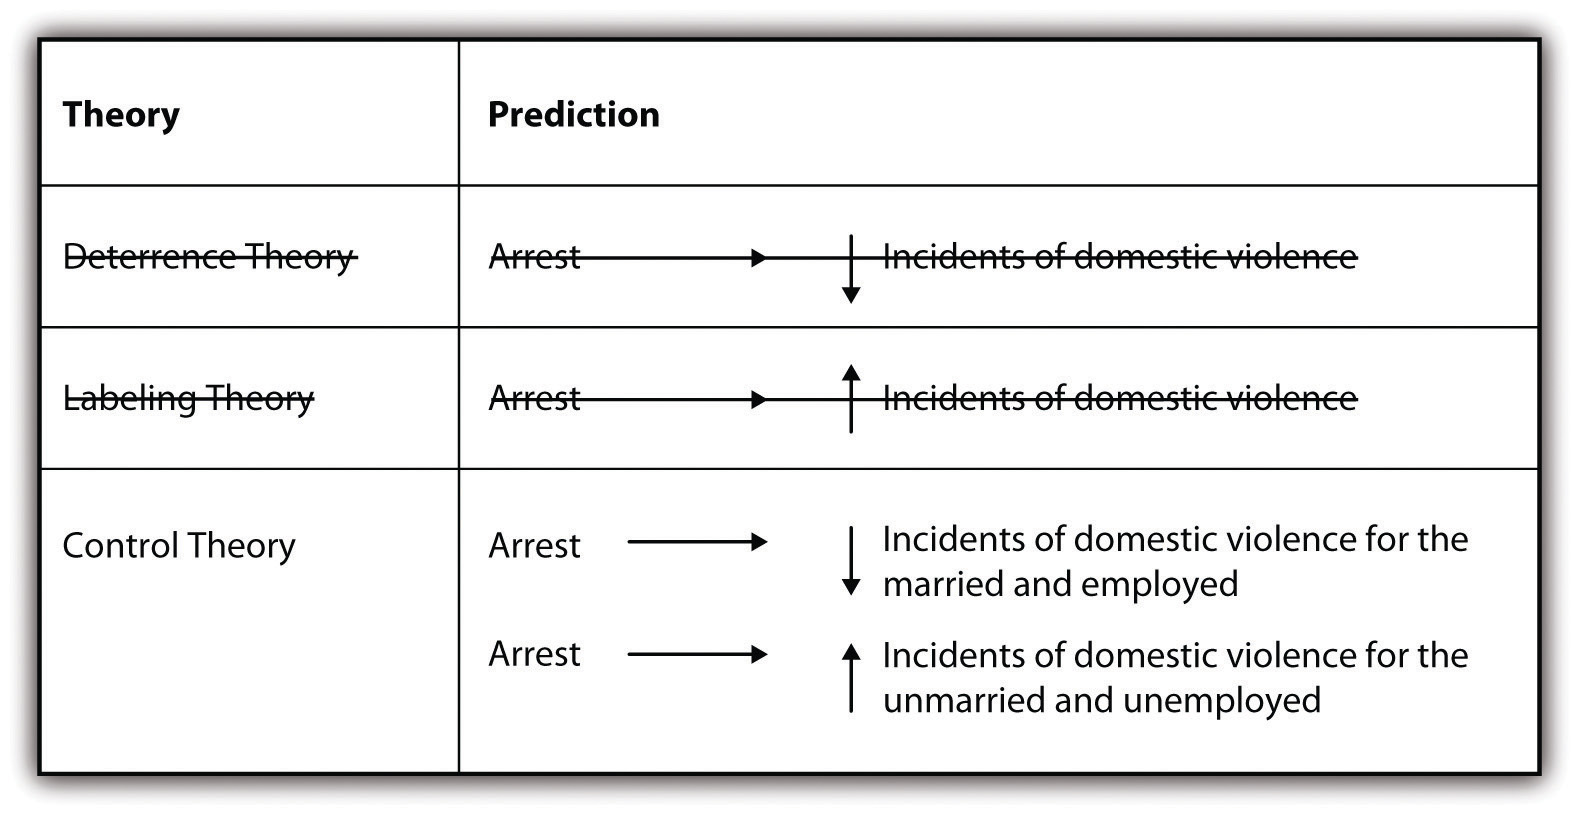 Theory
Prediction
Deterrence Theory
Arrest
Incidents of domestic violence
Labeling Theory
Arrest
Incidents of domestic violence
Control Theory
Arrest
Incidents of domestic violence for the
married and employed
Arrest
Incidents of domestic violence for the
unmarried and unemployed